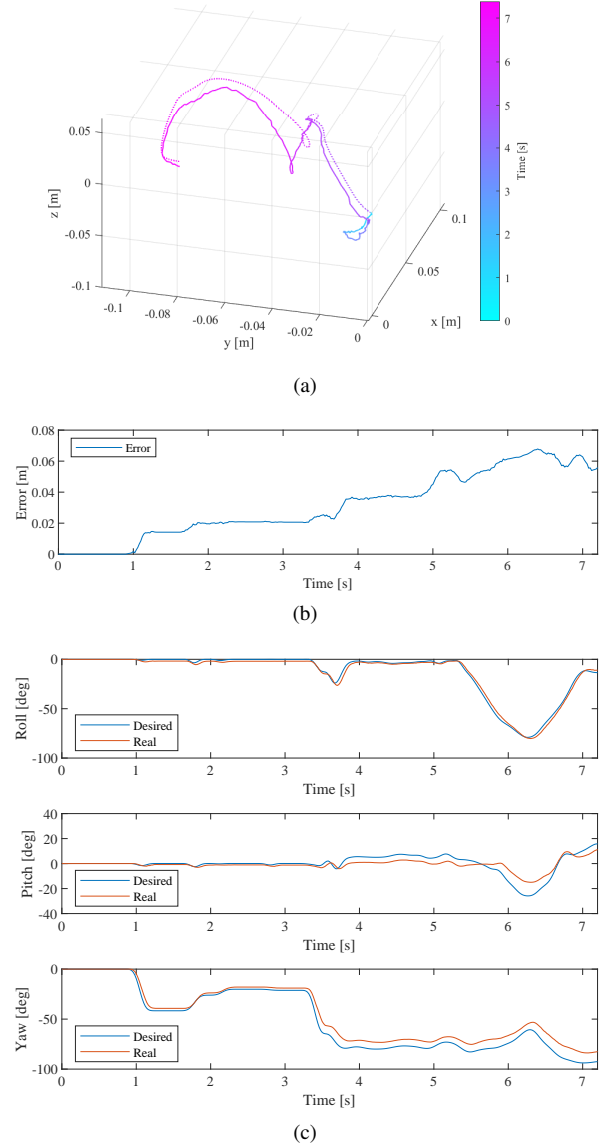 7
6
5
4
3
2
1
0
Time [s]
0.05
0
-0.05
-0.1
z [m]
-0.1
-0.08
-0.06
-0.04
-0.02
0
y [m]
0
0.05
0.1
x [m]
(a)
0.08
0.06
0.04
0.02
0
Error [m]
Error
0 1 2 3 4 5 6 7
Time [s]
(b)
0
-50
-100
Roll [deg]
Desired
Real
0 1 2 3 4 5 6 7
Time [s]
40
20
0
-20
-40
Pitch [deg]
Desired
Real
0 1 2 3 4 5 6 7
Time [s]
0
-50
-100
Yaw [deg]
Desired
Real
0 1 2 3 4 5 6 7
Time [s]
(c)